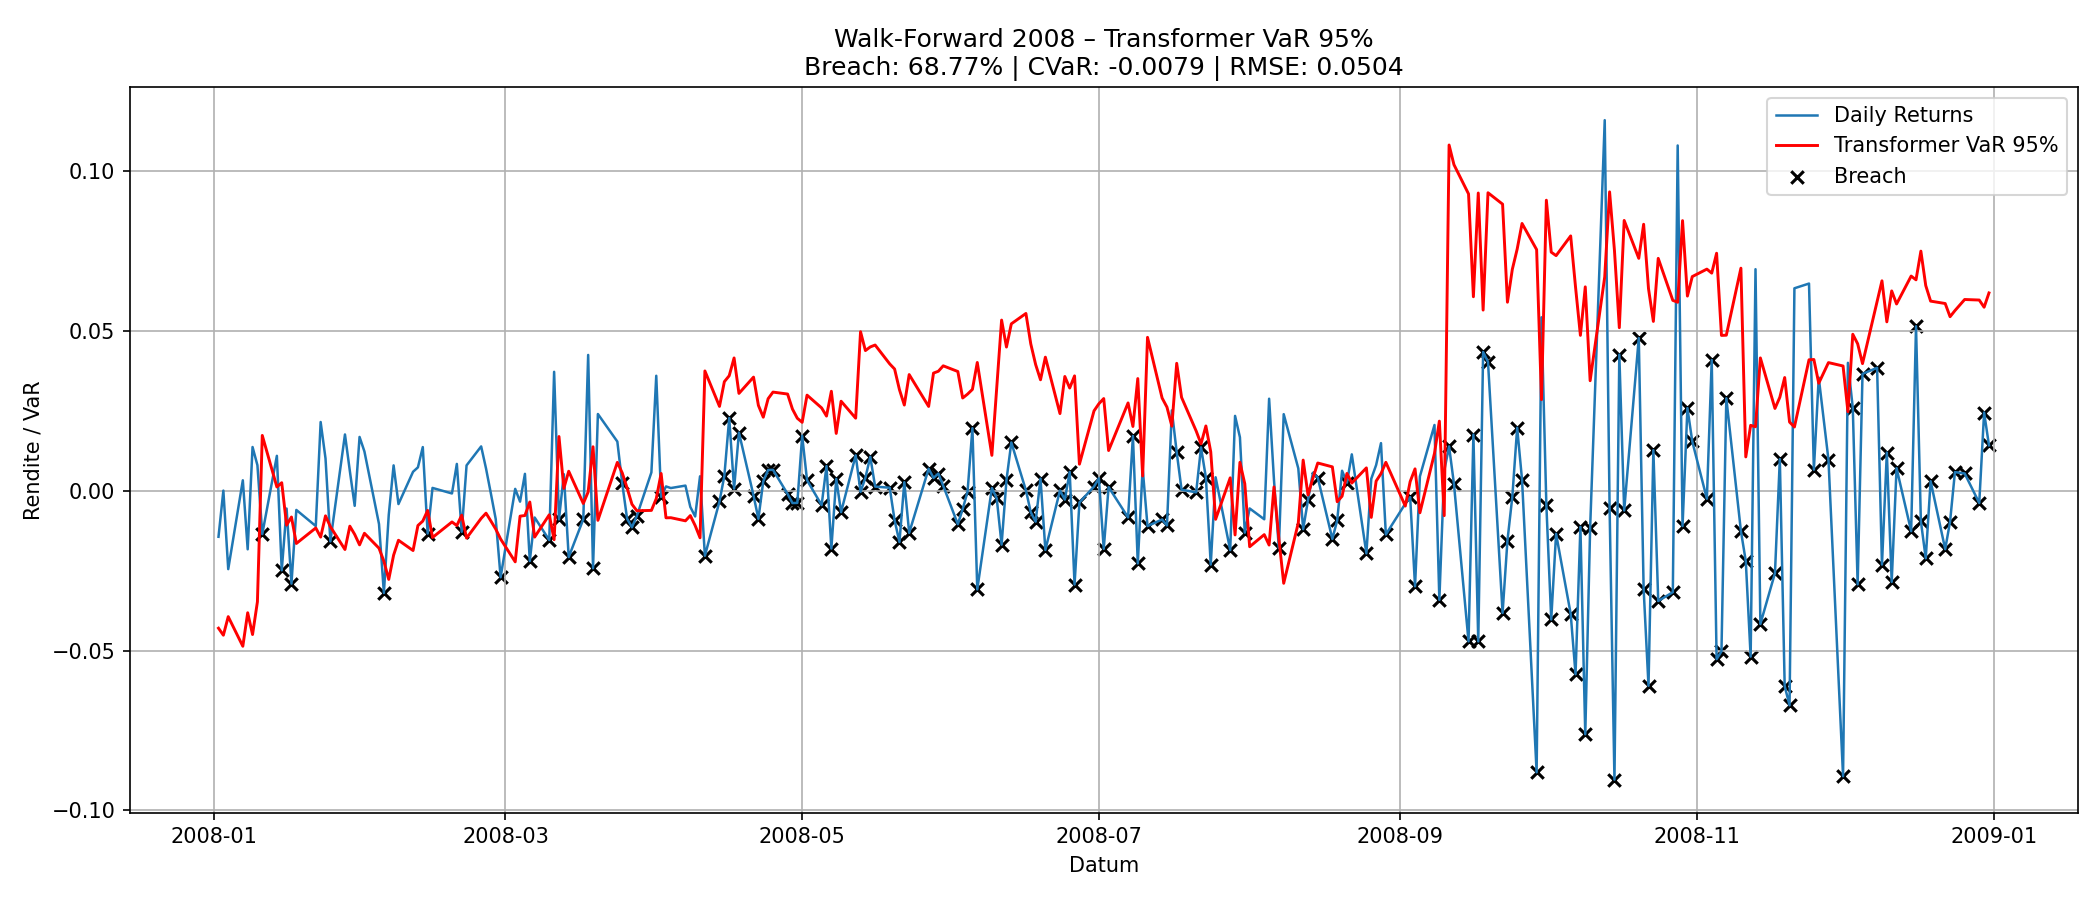 Walk-Forward 2008 – Transformer VaR 95%
Breach: 68.77% | CVaR: -0.0079 | RMSE: 0.0504
Daily Returns
Transformer VaR 95%
Breach
0.10
0.05
0.00
−0.05
−0.10
Rendite / VaR
2008-01
2008-03
2008-05
2008-07
2008-09
2008-11
2009-01
Datum